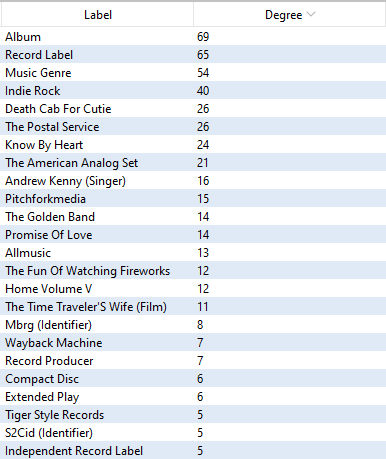 Label Degree
Album 69
Record Label 65
Music Genre 54
Indie Rock 40
Death Cab For Cutie 26
The Postal Service 26
Know By Heart 24
The American Analog Set 21
Andrew Kenny (Singer) 16
Pitchforkmedia 15
The Golden Band 14
Promise Of Love 14
Allmusic 13
The Fun Of Watching Fireworks 12
Home Volume V 12
The Time Traveler'S Wife (Film) 11
Mbrg (Identifier) 8
Wayback Machine 7
Record Producer 7
Compact Disc 6
Extended Play 6
Tiger Style Records 5
S2Cid (Identifier) 5
Independent Record Label 5